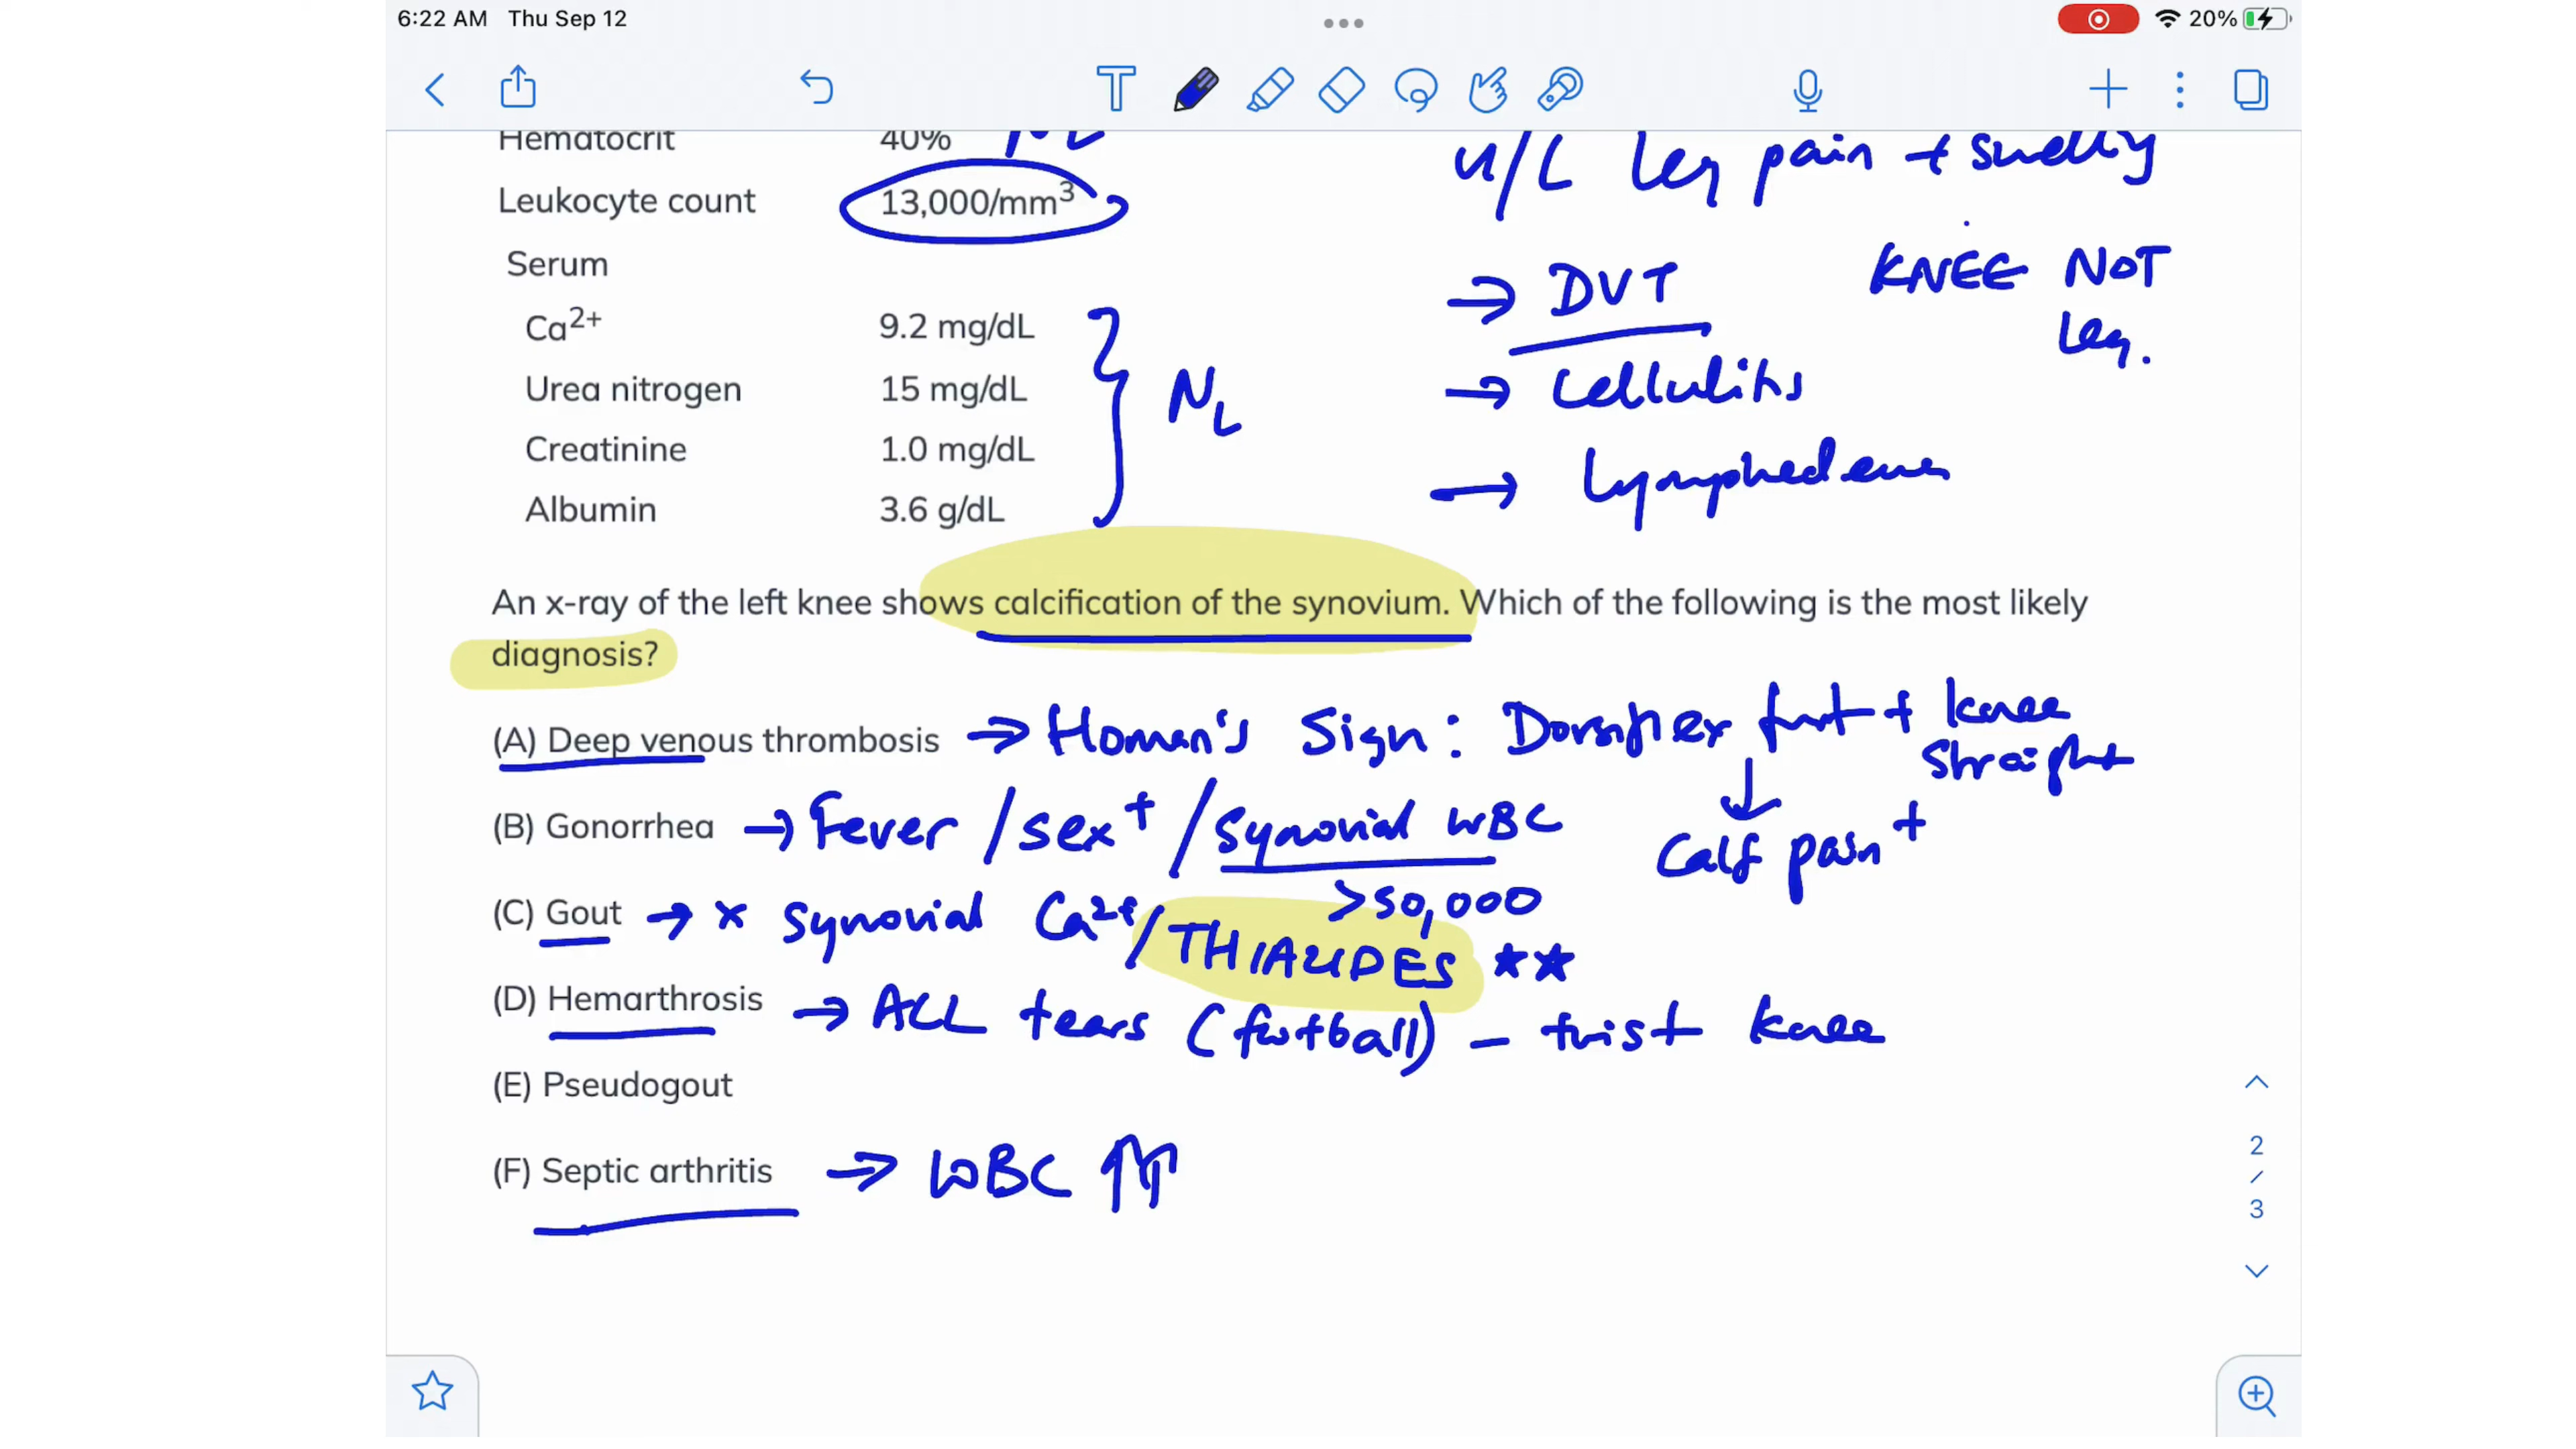 6:22 AM Thu Sep 12
20%
T
Hematocrit 40% NL
Leukocyte count 13,000/mm³
Serum
Ca²⁺ 9.2 mg/dL
Urea nitrogen 15 mg/dL
Creatinine 1.0 mg/dL
Albumin 3.6 g/dL
NL
u/L leg pain + swelling
→ DVT
KNEE NOT
leg.
→ Cellulitis
→ Lymphedema
An x-ray of the left knee shows calcification of the synovium. Which of the following is the most likely
diagnosis?
(A) Deep venous thrombosis → Homan's Sign: Dorsiflex foot + knee
straight
↓
Calf pain +
(B) Gonorrhea → Fever / sex⁺ / synovial WBC
>50,000
(C) Gout → x synovial Ca²⁺ / THIAZIDES ★★
(D) Hemarthrosis → ACL tears (football) - twist knee
(E) Pseudogout
(F) Septic arthritis → WBC ↑↑
2
/
3